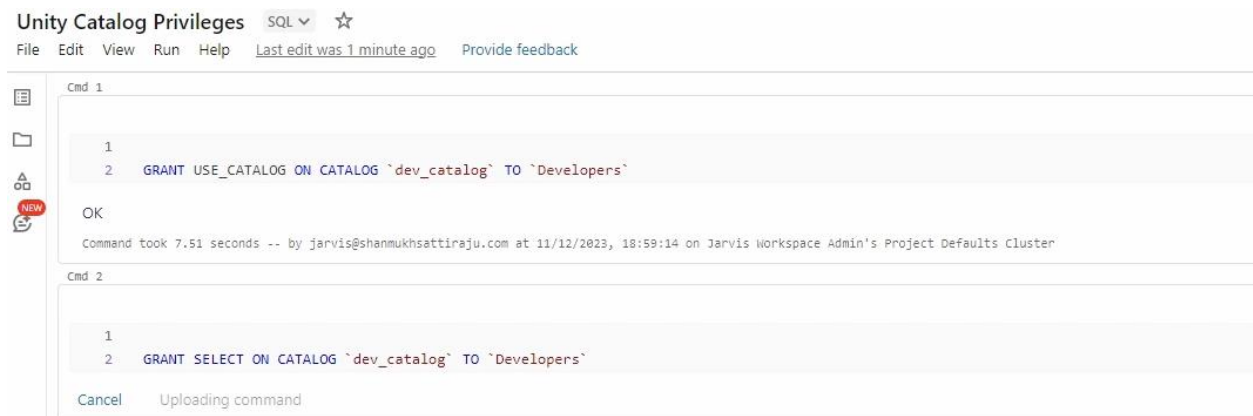 Unity Catalog Privileges SQL
File Edit View Run Help Last edit was 1 minute ago Provide feedback
Cmd 1
1
2 GRANT USE_CATALOG ON CATALOG `dev_catalog` TO `Developers`
NEW
OK
Command took 7.51 seconds -- by jarvis@shanmukhsattiraju.com at 11/12/2023, 18:59:14 on Jarvis Workspace Admin's Project Defaults Cluster
Cmd 2
1
2 GRANT SELECT ON CATALOG `dev_catalog` TO `Developers`
Cancel Uploading command